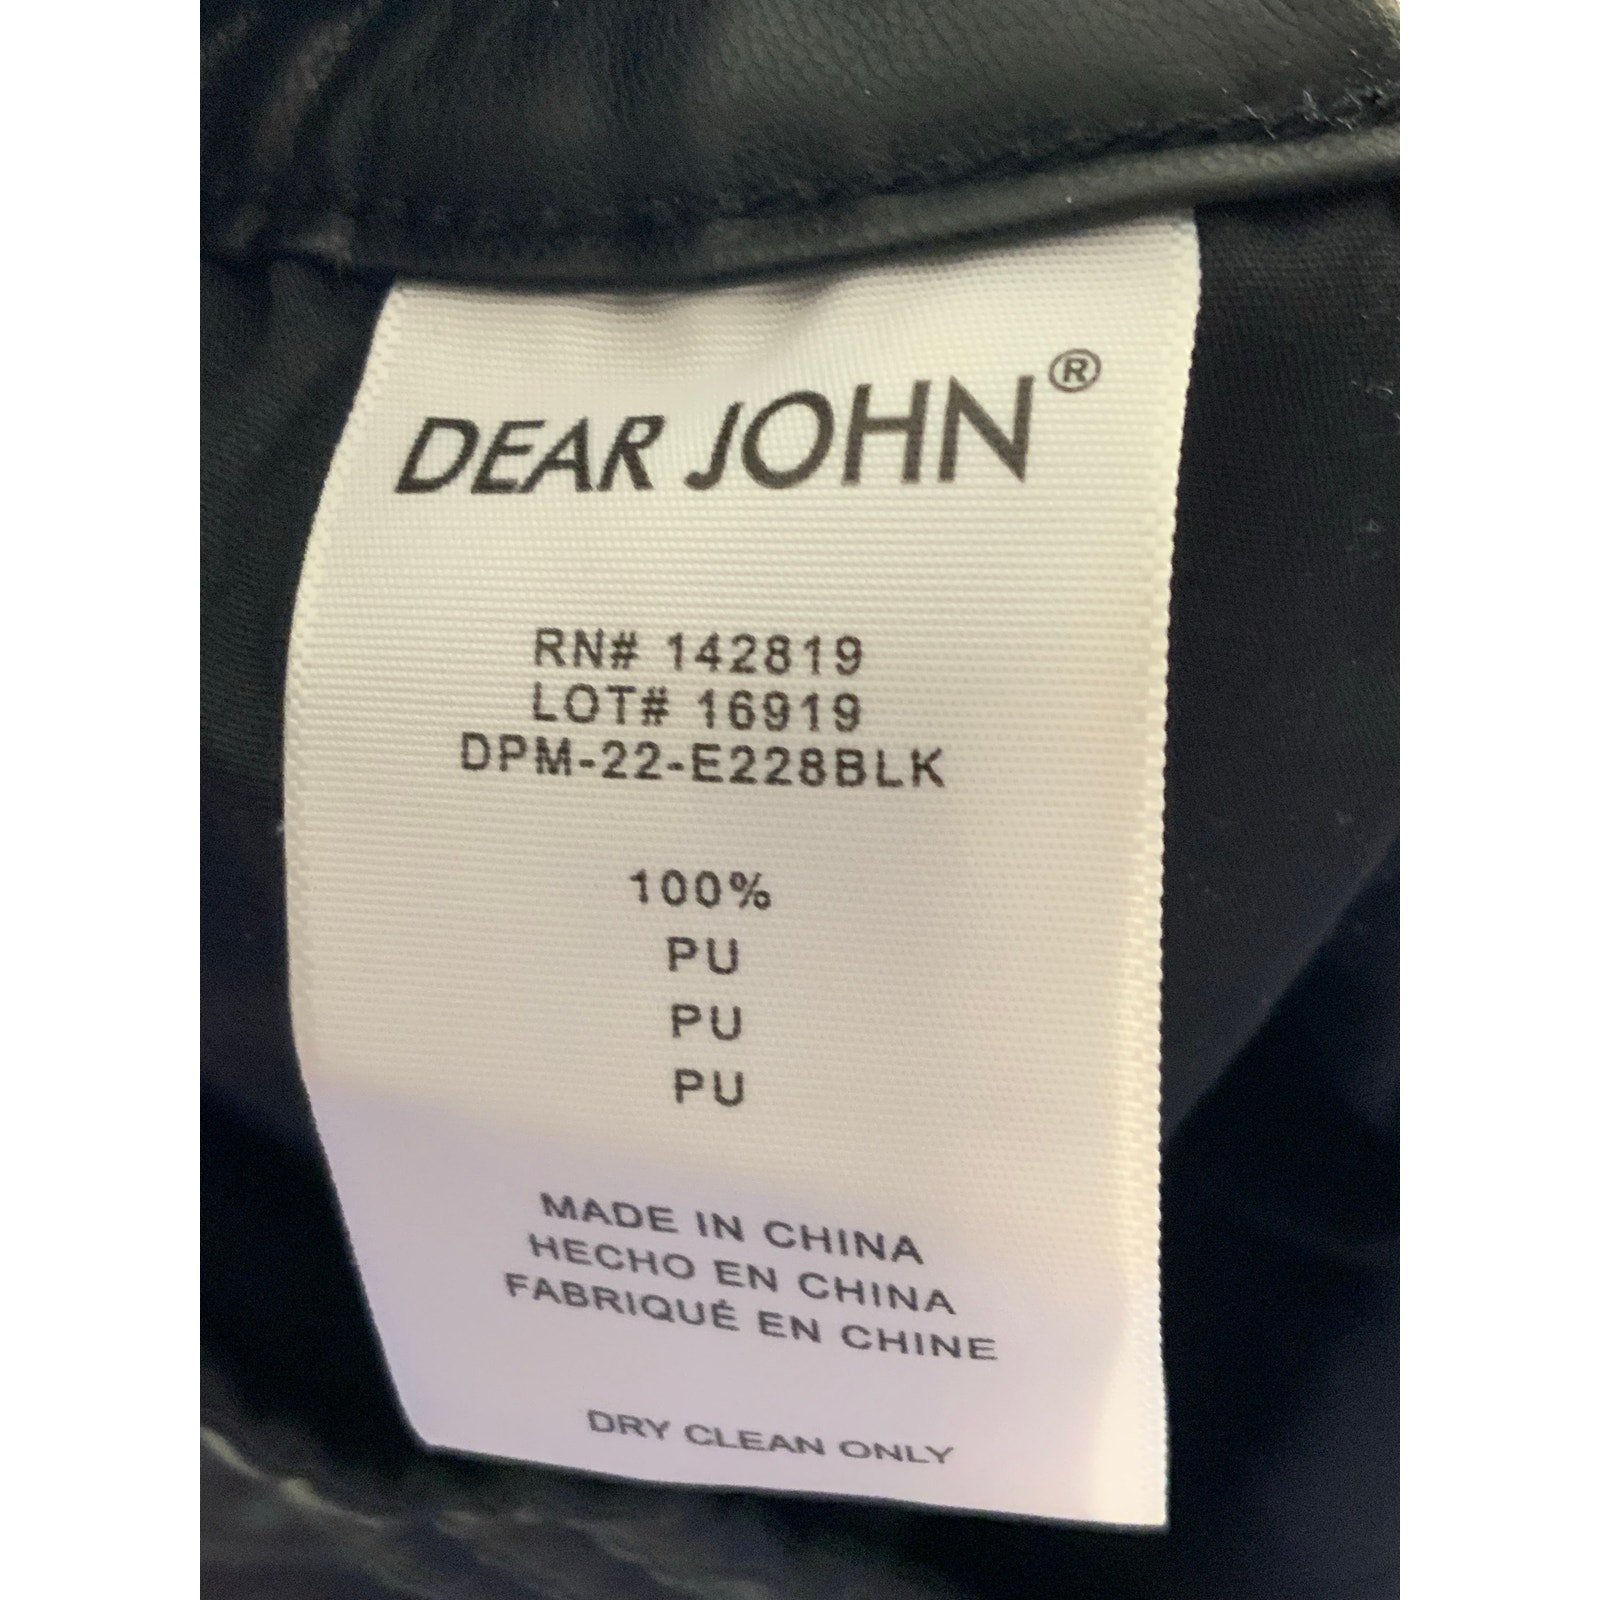 DEAR JOHN®
RN# 142819
LOT# 16919
DPM-22-E228BLK
100%
PU
PU
PU
MADE IN CHINA
HECHO EN CHINA
FABRIQUÉ EN CHINE
DRY CLEAN ONLY